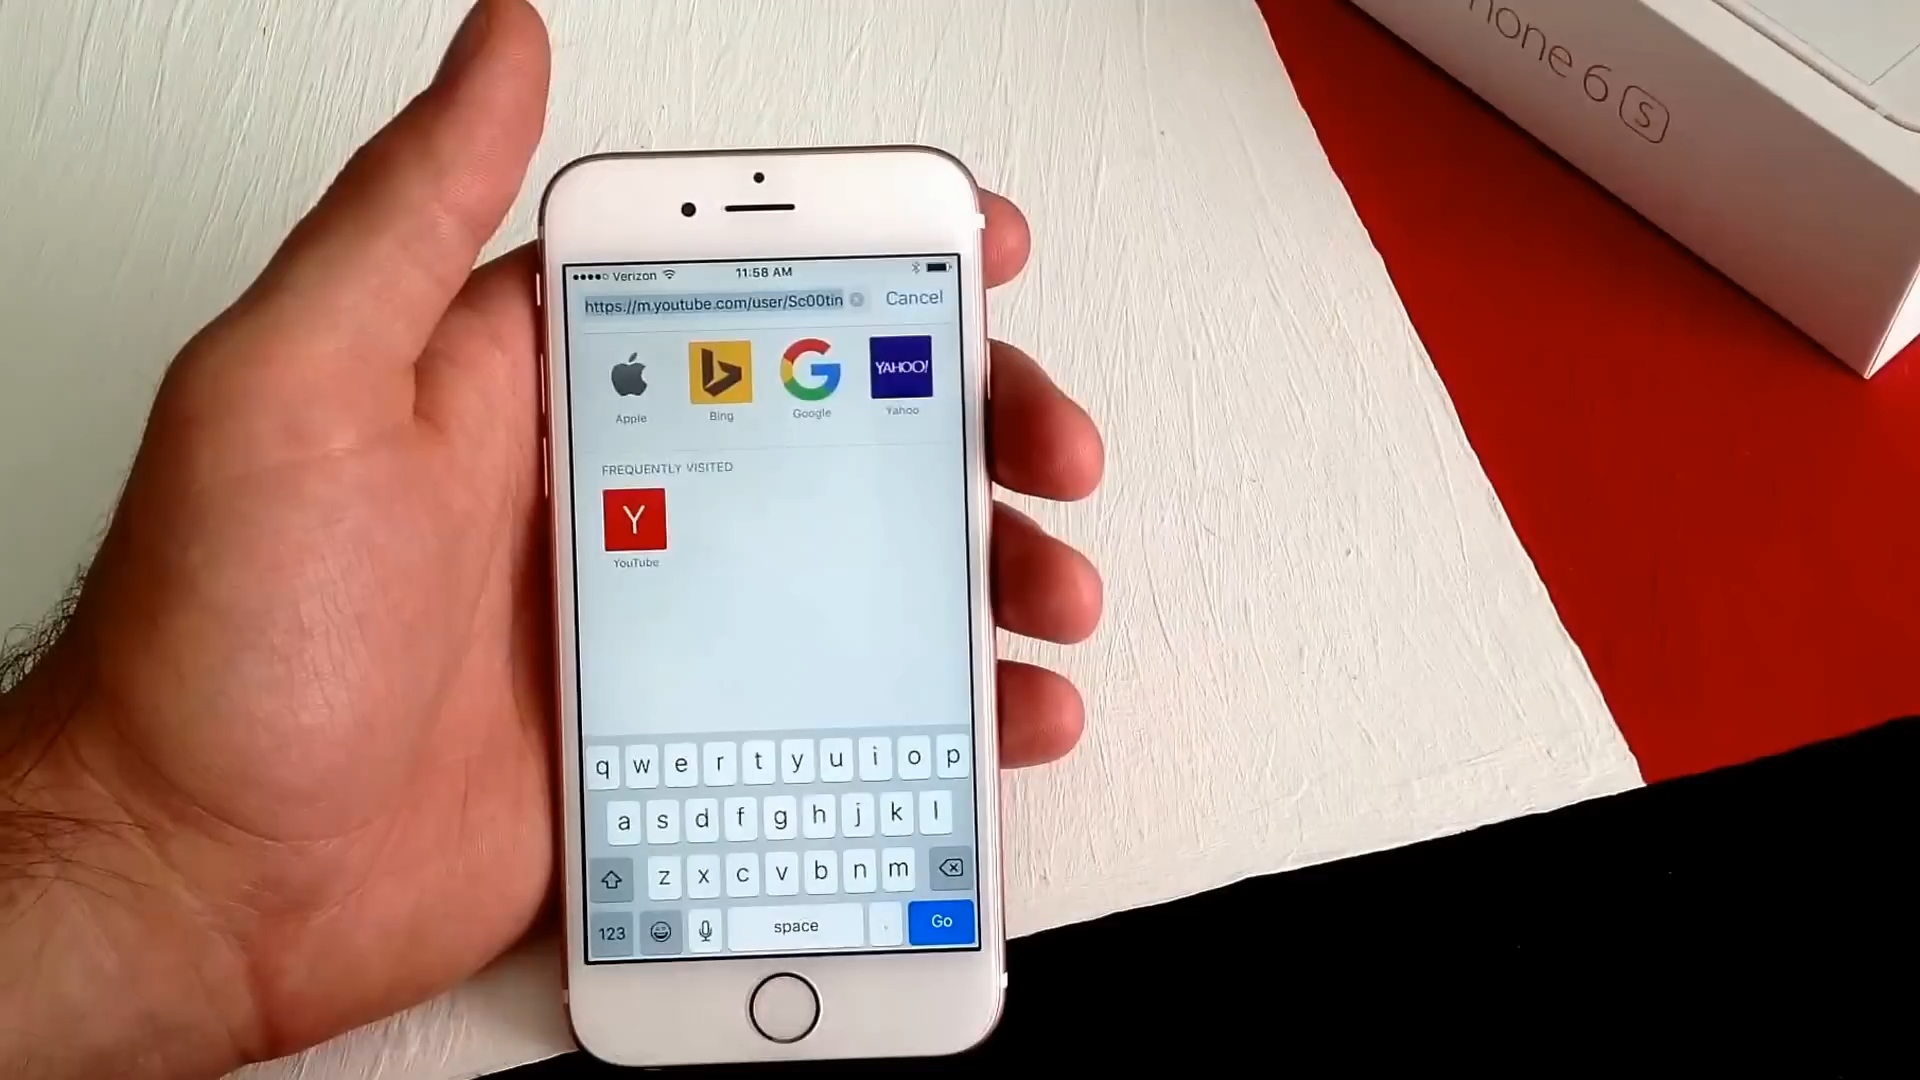 hone 6 S
Verizon 11:58 AM
https://m.youtube.com/user/Sc00tin Cancel
YAHOO!
Apple Bing Google Yahoo
FREQUENTLY VISITED
Y
YouTube
q w e r t y u i o p
a s d f g h j k l
z x c v b n m
123 space . Go